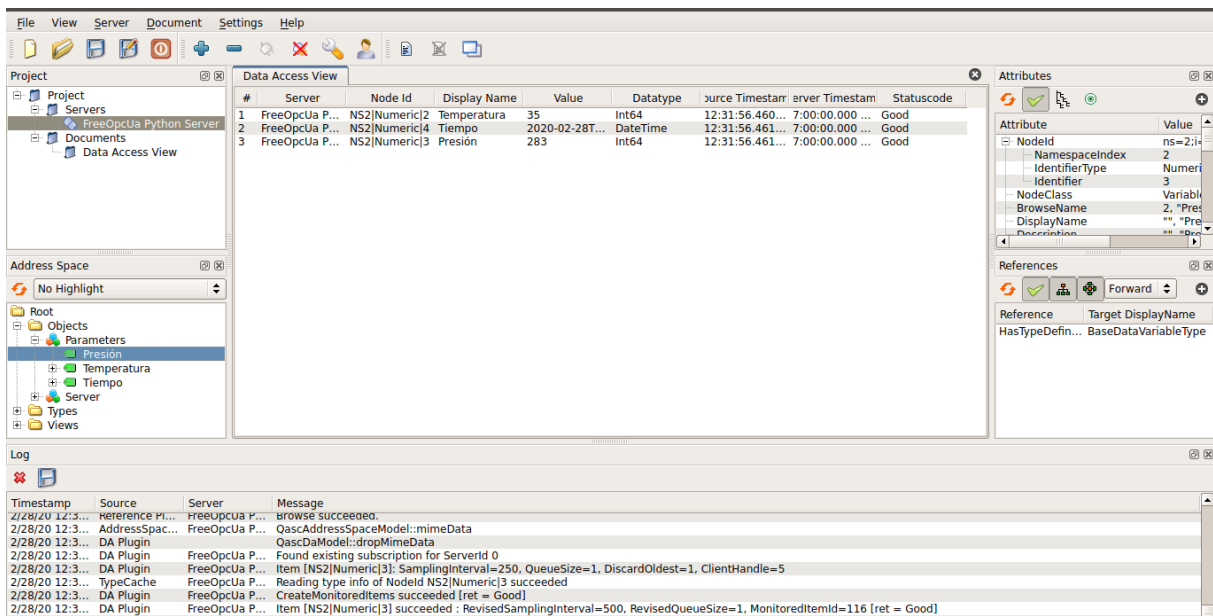 File View Server Document Settings Help
Project
Project
Servers
FreeOpcUa Python Server
Documents
Data Access View
Data Access View
# Server Node Id Display Name Value Datatype ource Timestam erver Timestam Statuscode
1 FreeOpcUa P... NS2|Numeric|2 Temperatura 35 Int64 12:31:56.460... 7:00:00.000 ... Good
2 FreeOpcUa P... NS2|Numeric|4 Tiempo 2020-02-28T... DateTime 12:31:56.461... 7:00:00.000 ... Good
3 FreeOpcUa P... NS2|Numeric|3 Presión 283 Int64 12:31:56.461... 7:00:00.000 ... Good
Attributes
Attribute Value
NodeId ns=2;i=
NamespaceIndex 2
IdentifierType Numeri
Identifier 3
NodeClass Variabl
BrowseName 2, "Pres
DisplayName "", "Pre
Description "", "Pre
Address Space
No Highlight
Root
Objects
Parameters
Presión
Temperatura
Tiempo
Server
Types
Views
References
Forward
Reference Target DisplayName
HasTypeDefin... BaseDataVariableType
Log
Timestamp Source Server Message
2/28/20 12:3... Reference Pl... FreeOpcUa P... Browse succeeded.
2/28/20 12:3... AddressSpac... FreeOpcUa P... QascAddressSpaceModel::mimeData
2/28/20 12:3... DA Plugin QascDaModel::dropMimeData
2/28/20 12:3... DA Plugin FreeOpcUa P... Found existing subscription for ServerId 0
2/28/20 12:3... DA Plugin FreeOpcUa P... Item [NS2|Numeric|3]: SamplingInterval=250, QueueSize=1, DiscardOldest=1, ClientHandle=5
2/28/20 12:3... TypeCache FreeOpcUa P... Reading type info of NodeId NS2|Numeric|3 succeeded
2/28/20 12:3... DA Plugin FreeOpcUa P... CreateMonitoredItems succeeded [ret = Good]
2/28/20 12:3... DA Plugin FreeOpcUa P... Item [NS2|Numeric|3] succeeded : RevisedSamplingInterval=500, RevisedQueueSize=1, MonitoredItemId=116 [ret = Good]